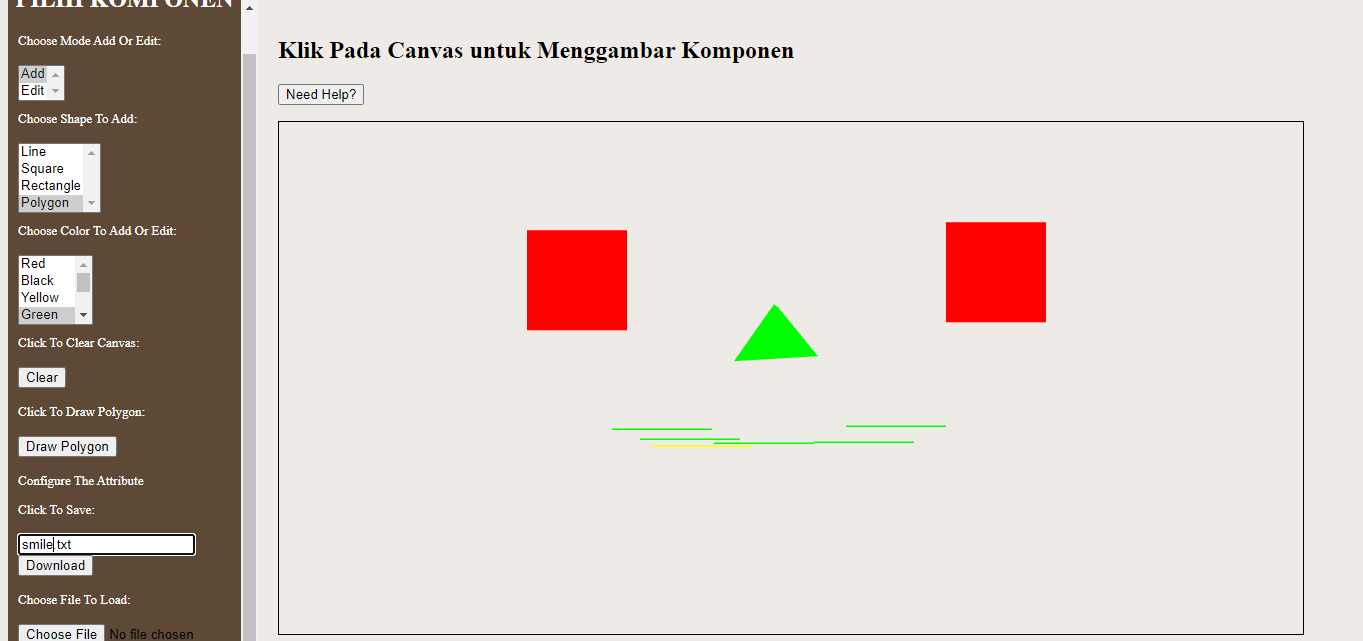 PILIH KOMPONEN
Choose Mode Add Or Edit:
Add
Edit
Choose Shape To Add:
Line
Square
Rectangle
Polygon
Choose Color To Add Or Edit:
Red
Black
Yellow
Green
Click To Clear Canvas:
Clear
Click To Draw Polygon:
Draw Polygon
Configure The Attribute
Click To Save:
smile.txt
Download
Choose File To Load:
Choose File No file chosen
Klik Pada Canvas untuk Menggambar Komponen
Need Help?